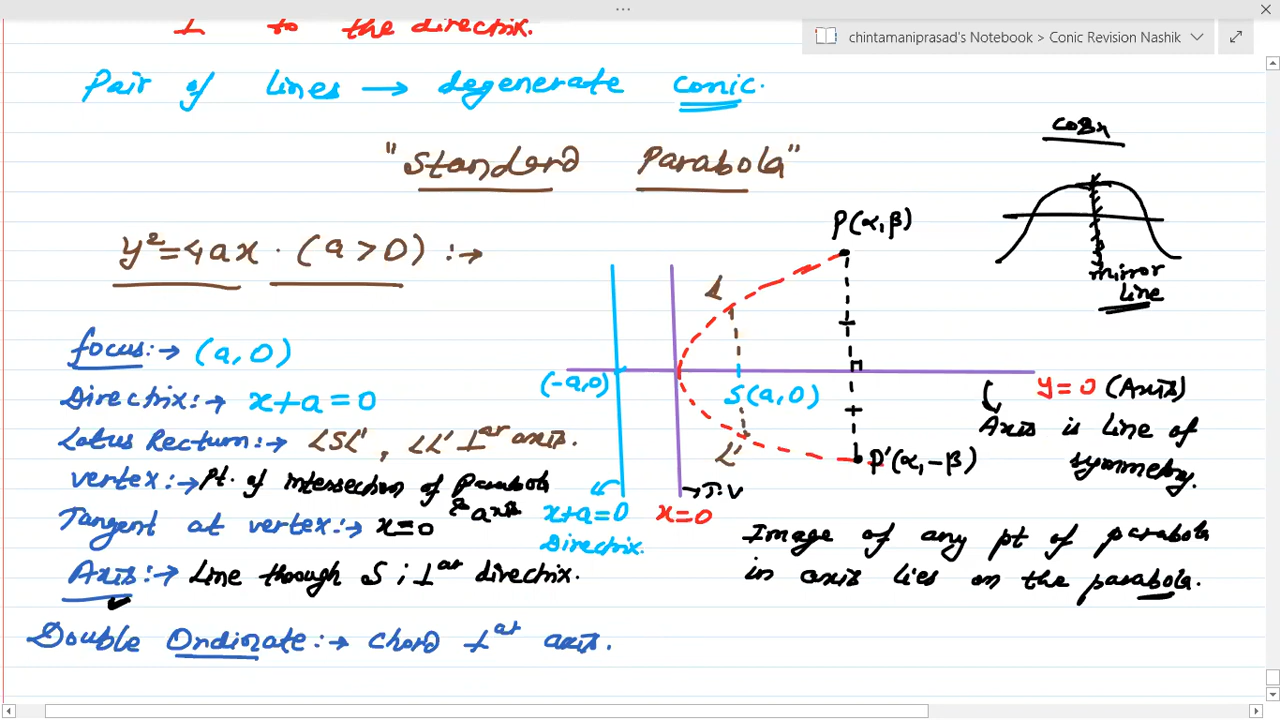 ⊥ to the directrix.
chintamaniprasad's Notebook > Conic Revision Nashik
Pair of lines → degenerate conic.
"Standard Parabola"
cosx
mirror
line
y²=4ax . (a>0) :→
P(α,β)
L
focus:→ (a,0)
(-a,0)
S(a,0)
y=0 (Axis)
Directrix:→ x+a=0
Axis is Line of
symmetry.
Latus Rectum:→ LSL', LL' ⊥ar axis.
L'
P'(α,-β)
vertex:→ Pt. of intersection of Parabola
& axis
→T.V
Tangent at vertex:→ x=0
x+a=0
Directrix.
x=0
Image of any pt of parabola
in axis lies on the parabola.
Axis:→ Line through S ; ⊥ar directrix.
Double Ordinate:→ chord ⊥ar axis.